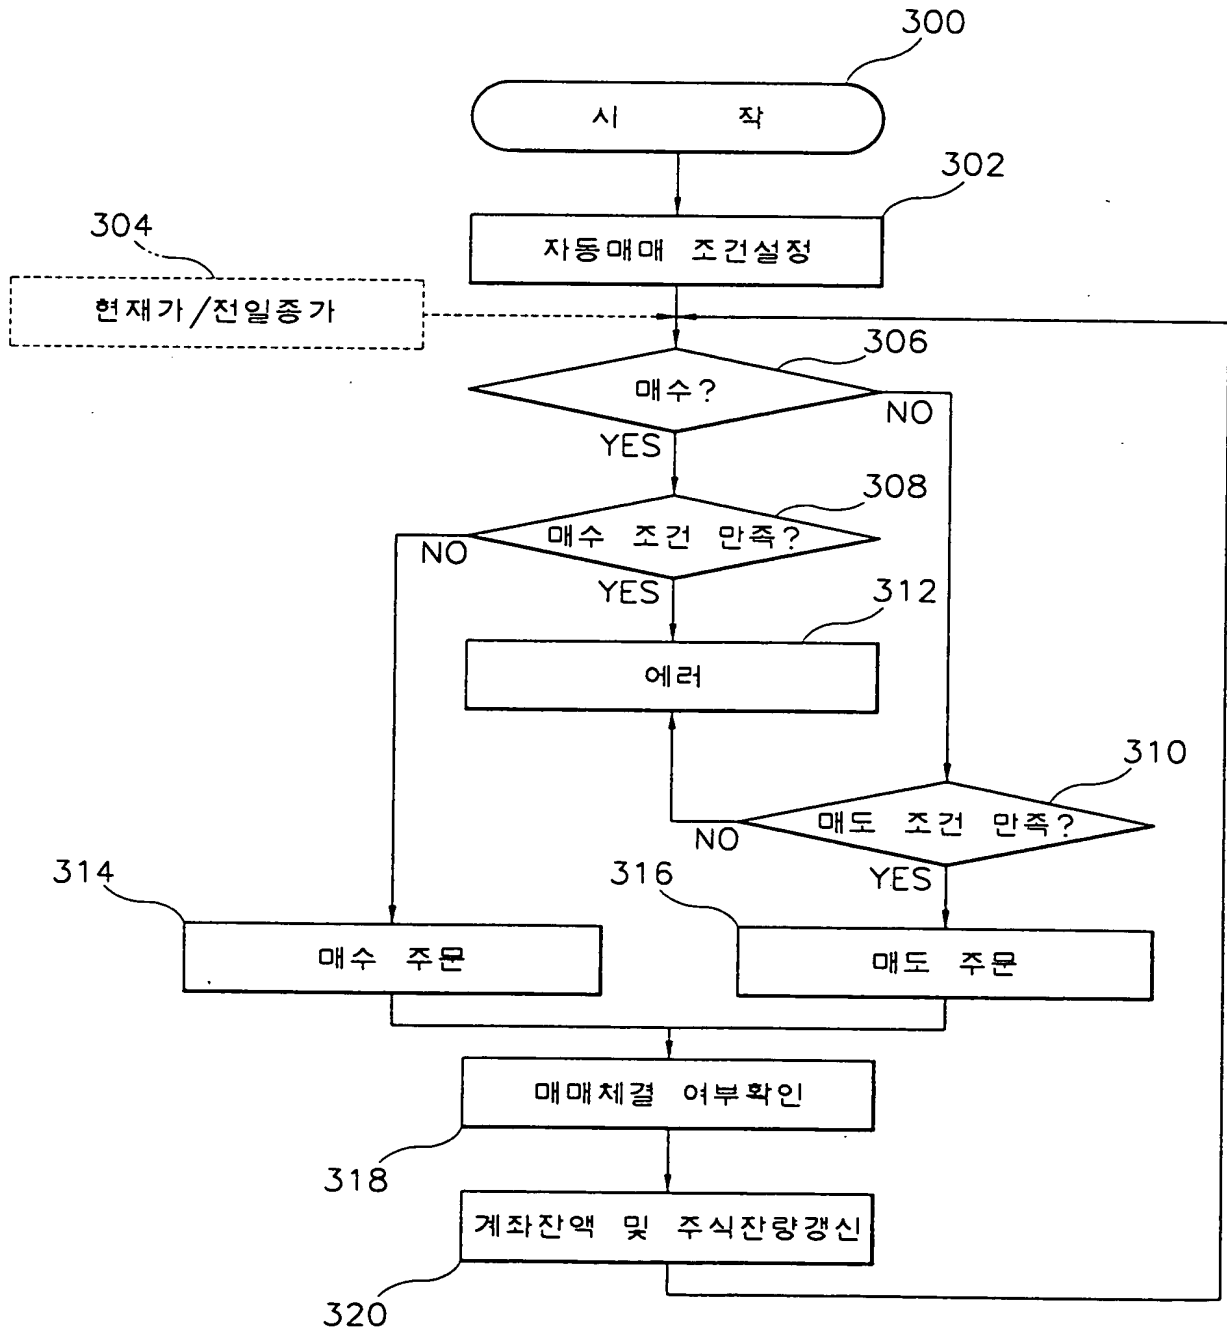 300
시 작
302
자동매매 조건설정
304
현재가/전일종가
306
매수?
NO
YES
308
매수 조건 만족?
NO
YES
312
에러
310
매도 조건 만족?
NO
YES
314
매수 주문
316
매도 주문
매매체결 여부확인
318
계좌잔액 및 주식잔량갱신
320